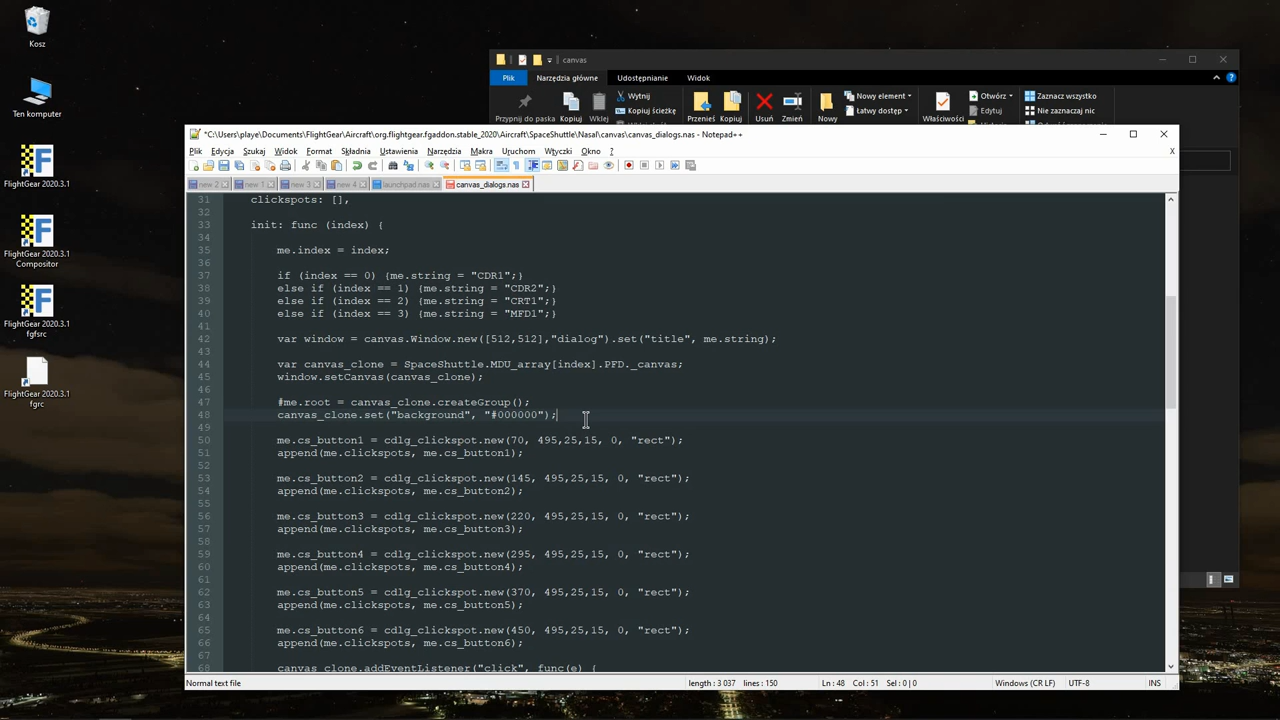 Kosz
Ten komputer
FlightGear 2020.3.1
FlightGear 2020.3.1
Compositor
FlightGear 2020.3.1
fgfsrc
fgrc
canvas
Plik
Narzędzia główne
Udostępnianie
Widok
Przypnij do paska
Kopiuj
Wklej
Wytnij
Kopiuj ścieżkę
Przenieś
Kopiuj
Usuń
Zmień
Nowy
Nowy element
Łatwy dostęp
Właściwości
Otwórz
Edytuj
Zaznacz wszystko
Nie zaznaczaj nic
*C:\Users\playe\Documents\FlightGear\Aircraft\org.flightgear.fgaddon.stable_2020\Aircraft\SpaceShuttle\Nasal\canvas\canvas_dialogs.nas - Notepad++
Plik Edycja Szukaj Widok Format Składnia Ustawienia Narzędzia Makra Uruchom Wtyczki Okno ? X
new 2 new 1 new 3 new 4 launchpad.nas canvas_dialogs.nas
31 clickspots: [],
32
33 init: func (index) {
34
35 me.index = index;
36
37 if (index == 0) {me.string = "CDR1";}
38 else if (index == 1) {me.string = "CDR2";}
39 else if (index == 2) {me.string = "CRT1";}
40 else if (index == 3) {me.string = "MFD1";}
41
42 var window = canvas.Window.new([512,512],"dialog").set("title", me.string);
43
44 var canvas_clone = SpaceShuttle.MDU_array[index].PFD._canvas;
45 window.setCanvas(canvas_clone);
46
47 #me.root = canvas_clone.createGroup();
48 canvas_clone.set("background", "#000000");
49
50 me.cs_button1 = cdlg_clickspot.new(70, 495,25,15, 0, "rect");
51 append(me.clickspots, me.cs_button1);
52
53 me.cs_button2 = cdlg_clickspot.new(145, 495,25,15, 0, "rect");
54 append(me.clickspots, me.cs_button2);
55
56 me.cs_button3 = cdlg_clickspot.new(220, 495,25,15, 0, "rect");
57 append(me.clickspots, me.cs_button3);
58
59 me.cs_button4 = cdlg_clickspot.new(295, 495,25,15, 0, "rect");
60 append(me.clickspots, me.cs_button4);
61
62 me.cs_button5 = cdlg_clickspot.new(370, 495,25,15, 0, "rect");
63 append(me.clickspots, me.cs_button5);
64
65 me.cs_button6 = cdlg_clickspot.new(450, 495,25,15, 0, "rect");
66 append(me.clickspots, me.cs_button6);
67
68 canvas_clone.addEventListener("click", func(e) {
Normal text file length : 3 037 lines : 150 Ln : 48 Col : 51 Sel : 0 | 0 Windows (CR LF) UTF-8 INS